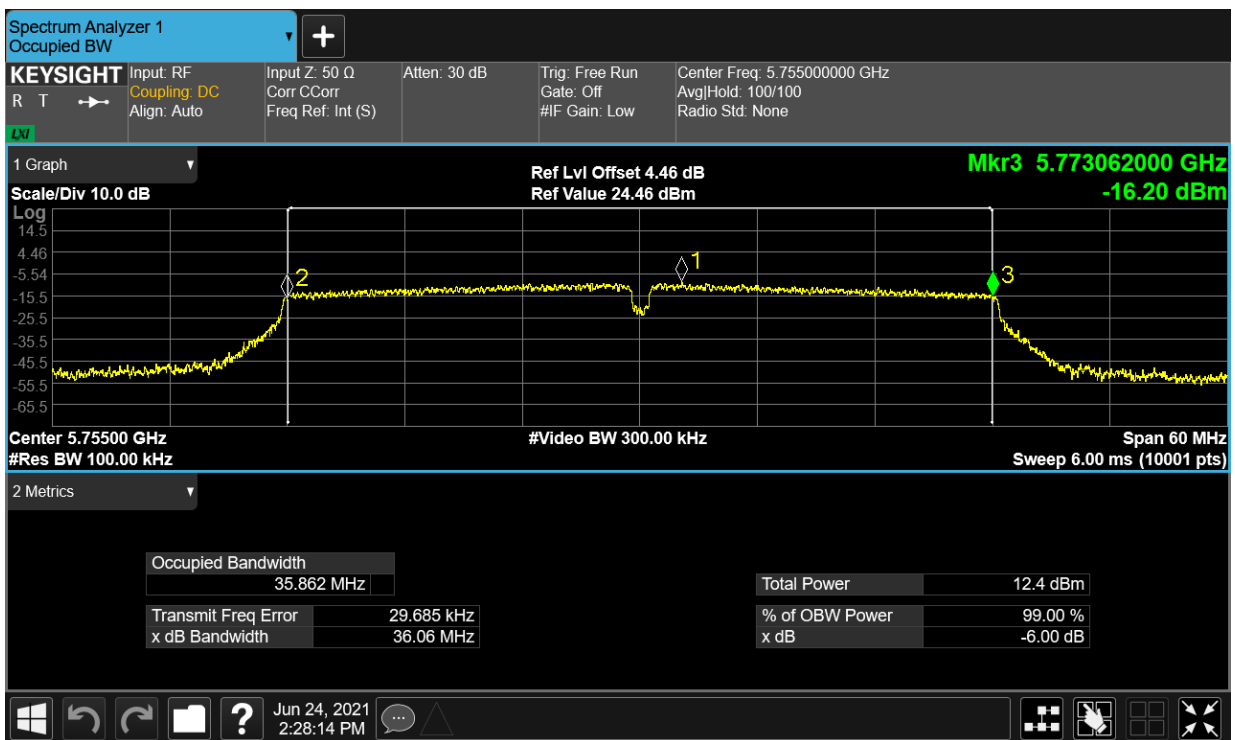 Spectrum Analyzer 1
Occupied BW
▼
+
KEYSIGHT
R T
LXI
Input: RF
Coupling: DC
Align: Auto
Input Z: 50 Ω
Corr CCorr
Freq Ref: Int (S)
Atten: 30 dB
Trig: Free Run
Gate: Off
#IF Gain: Low
Center Freq: 5.755000000 GHz
Avg|Hold: 100/100
Radio Std: None
1 Graph ▼
Scale/Div 10.0 dB
Ref Lvl Offset 4.46 dB
Ref Value 24.46 dBm
Mkr3 5.773062000 GHz
-16.20 dBm
Log
14.5
4.46
-5.54
-15.5
-25.5
-35.5
-45.5
-55.5
-65.5
2
1
3
Center 5.75500 GHz
#Res BW 100.00 kHz
#Video BW 300.00 kHz
Span 60 MHz
Sweep 6.00 ms (10001 pts)
2 Metrics ▼
Occupied Bandwidth
35.862 MHz
Transmit Freq Error 29.685 kHz
x dB Bandwidth 36.06 MHz
Total Power 12.4 dBm
% of OBW Power 99.00 %
x dB -6.00 dB
?
Jun 24, 2021
2:28:14 PM